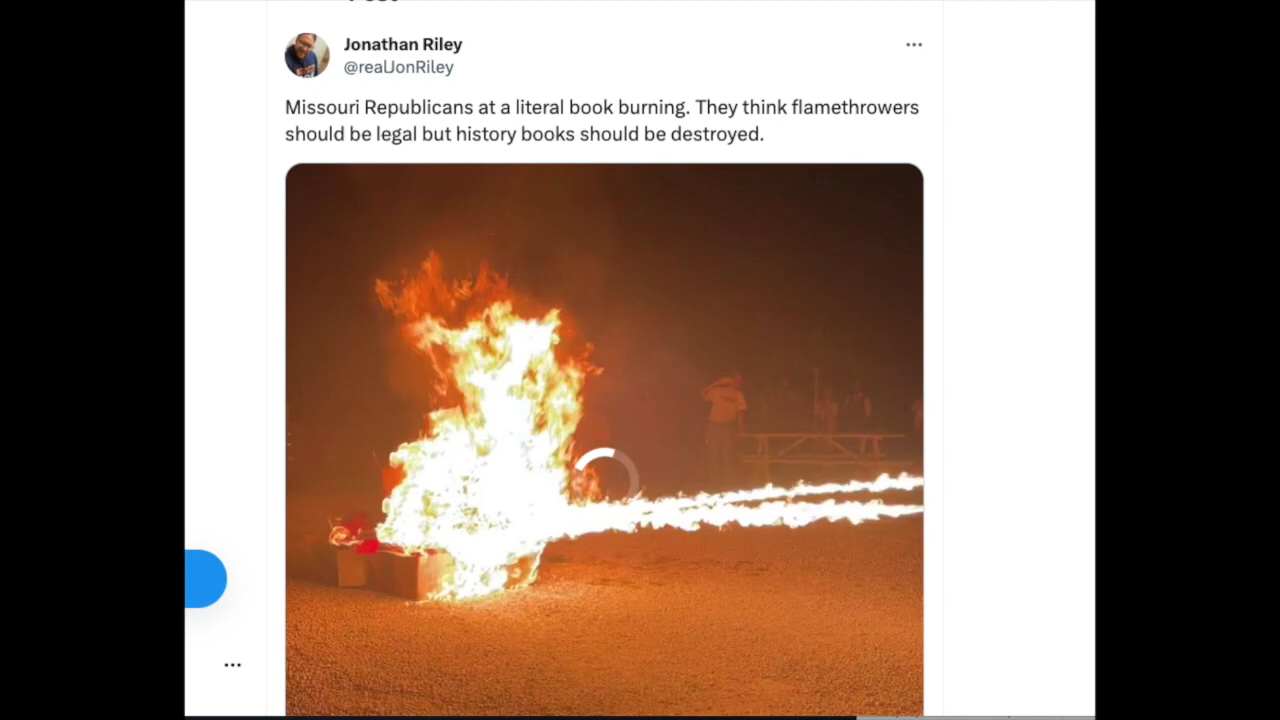 Jonathan Riley
@realJonRiley
Missouri Republicans at a literal book burning. They think flamethrowers
should be legal but history books should be destroyed.